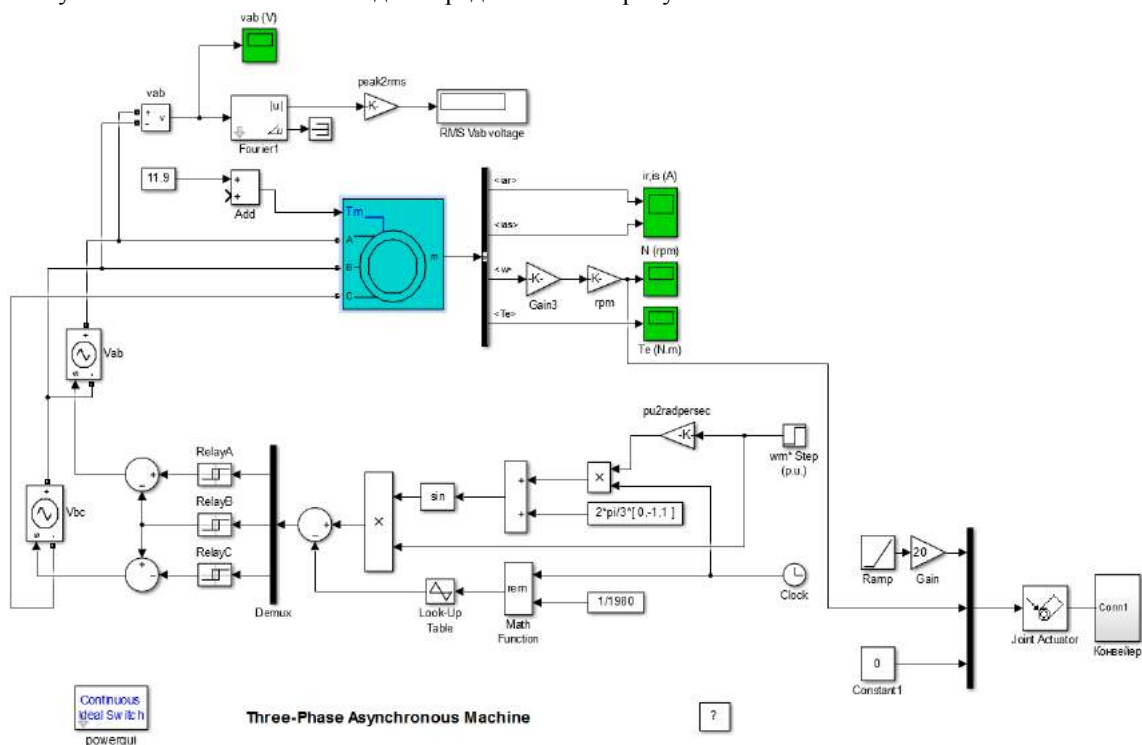 vab (V)
vab
+
-
v
|u|
∠u
Fourier1
peak2rms
-K-
RMS Vab voltage
11.9
+
+
Add
Tm
A
B
C
m
<iar>
<ias>
<w>
<Te>
ir,is (A)
N (rpm)
-K-
Gain3
-K-
rpm
Te (N.m)
Vab
Vbc
RelayA
RelayB
RelayC
Demux
sin
×
×
pu2radpersec
-K-
wm* Step
(p.u.)
2*pi/3*[ 0,-1,1 ]
Look-Up
Table
rem
Math
Function
1/1980
Clock
Ramp
20
Gain
0
Constant1
Joint Actuator
Conn1
Конвейер
Continuous
Ideal Switch
powergui
Three-Phase Asynchronous Machine
?